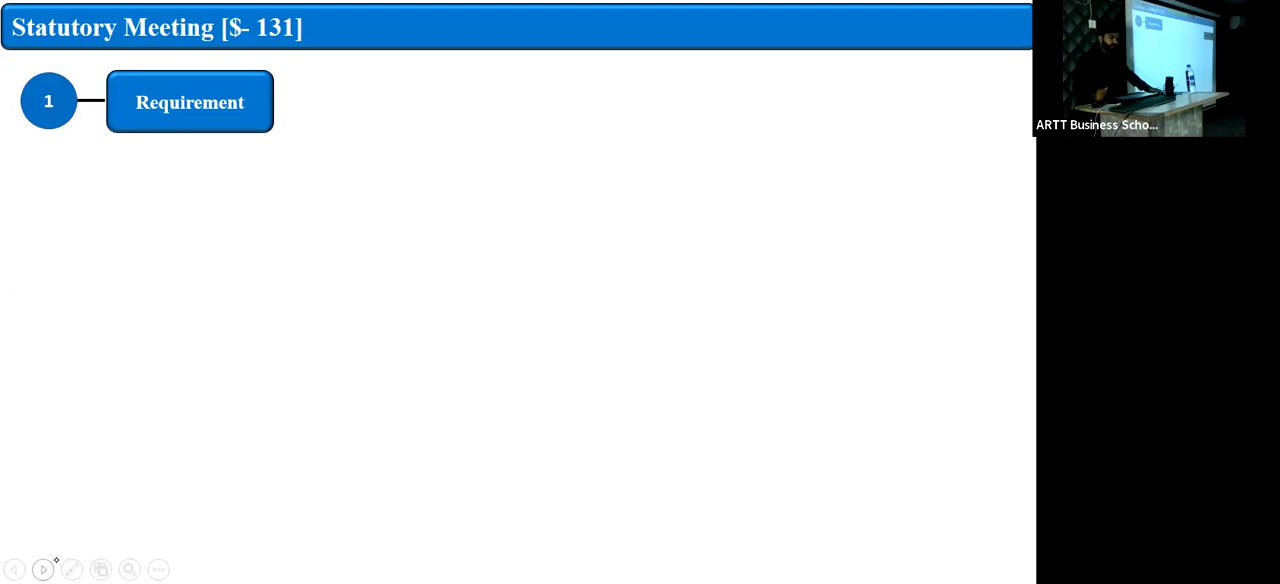 Statutory Meeting [$- 131]
1
Requirement
ARTT Business Scho...